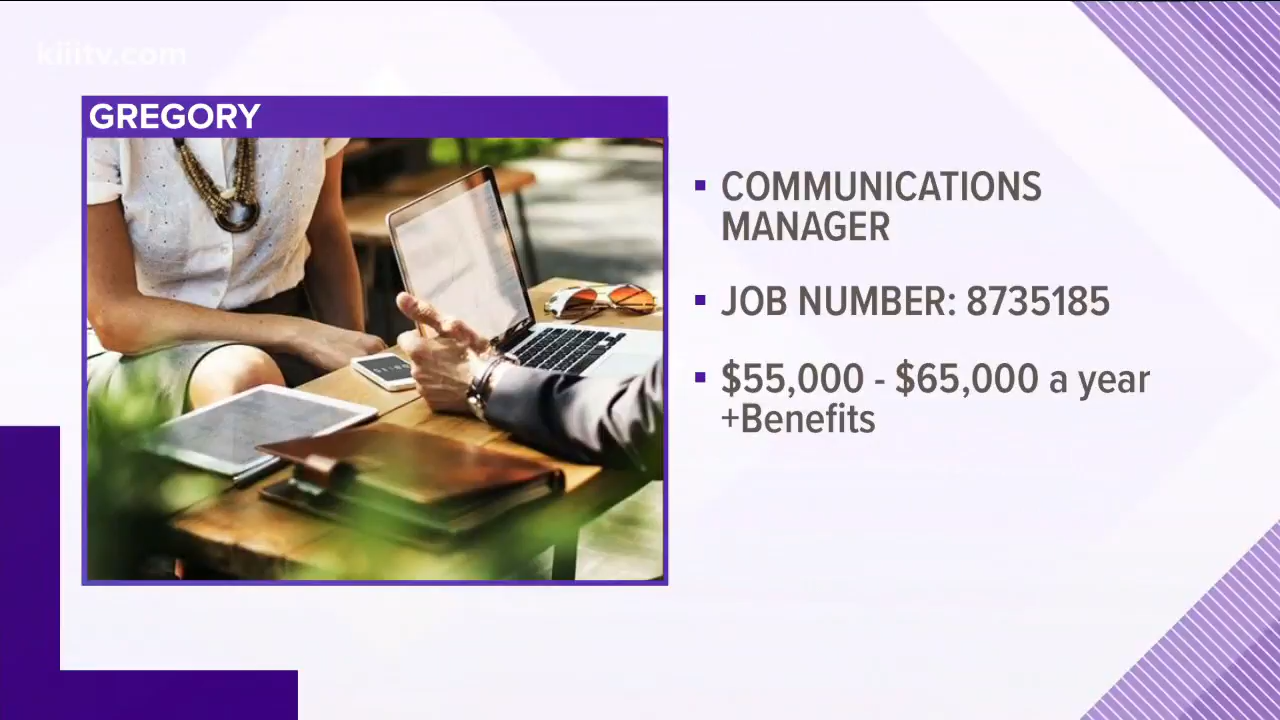 kiiitv.com
GREGORY
▪ COMMUNICATIONS
MANAGER
▪ JOB NUMBER: 8735185
▪ $55,000 - $65,000 a year
+Benefits